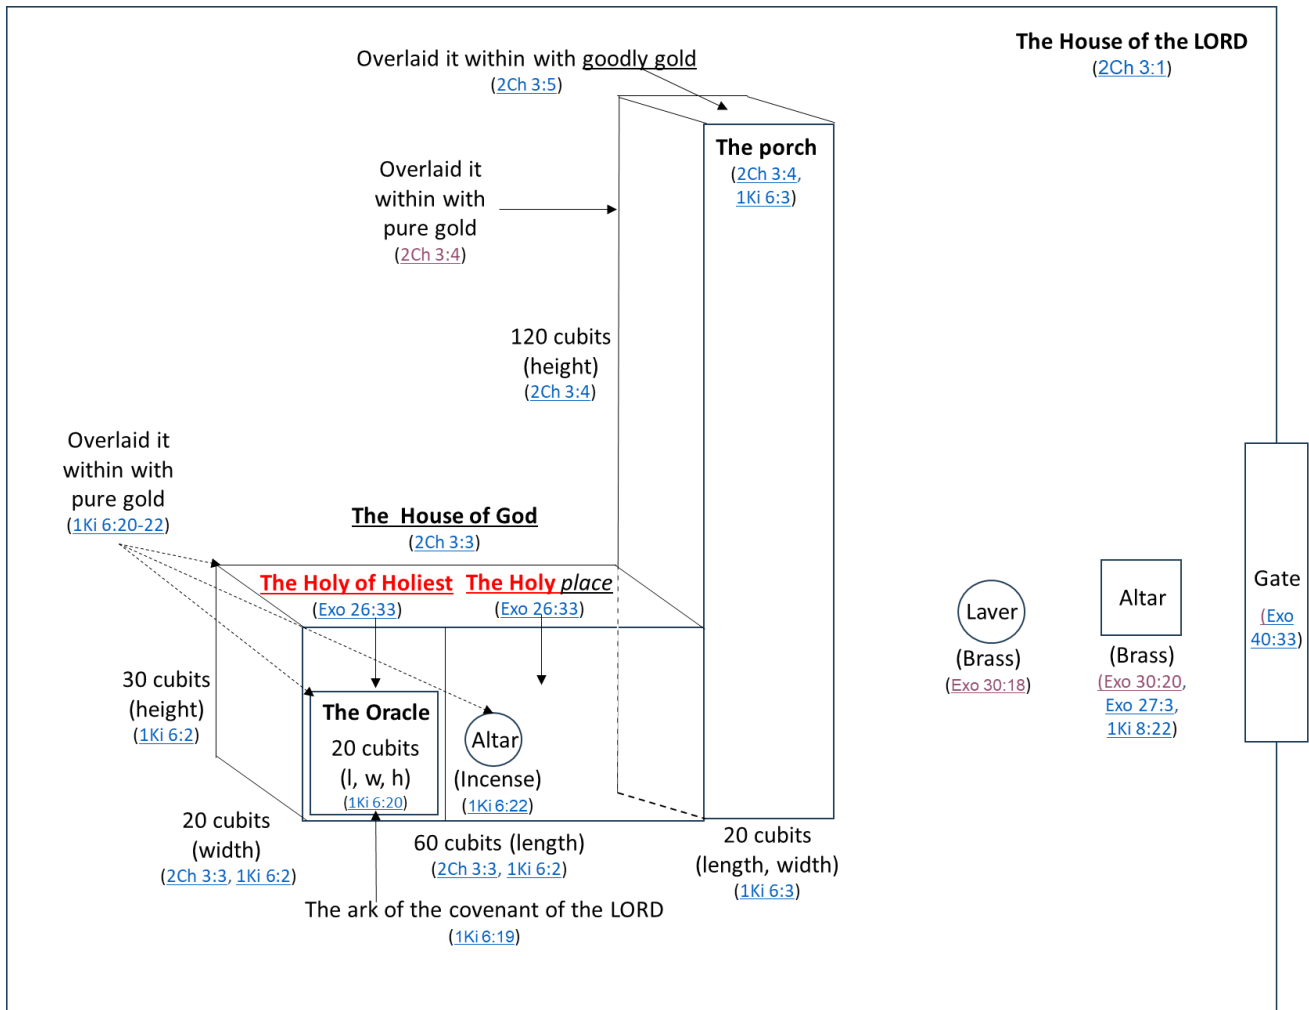 The House of the LORD
(2Ch 3:1)
Overlaid it within with goodly gold
(2Ch 3:5)
The porch
(2Ch 3:4,
1Ki 6:3)
Overlaid it
within with
pure gold
(2Ch 3:4)
120 cubits
(height)
(2Ch 3:4)
Overlaid it
within with
pure gold
(1Ki 6:20-22)
The House of God
(2Ch 3:3)
The Holy of Holiest
(Exo 26:33)
The Holy place
(Exo 26:33)
30 cubits
(height)
(1Ki 6:2)
The Oracle
20 cubits
(l, w, h)
(1Ki 6:20)
Altar
(Incense)
(1Ki 6:22)
20 cubits
(width)
(2Ch 3:3, 1Ki 6:2)
60 cubits (length)
(2Ch 3:3, 1Ki 6:2)
20 cubits
(length, width)
(1Ki 6:3)
The ark of the covenant of the LORD
(1Ki 6:19)
Laver
(Brass)
(Exo 30:18)
Altar
(Brass)
(Exo 30:20,
Exo 27:3,
1Ki 8:22)
Gate
(Exo
40:33)